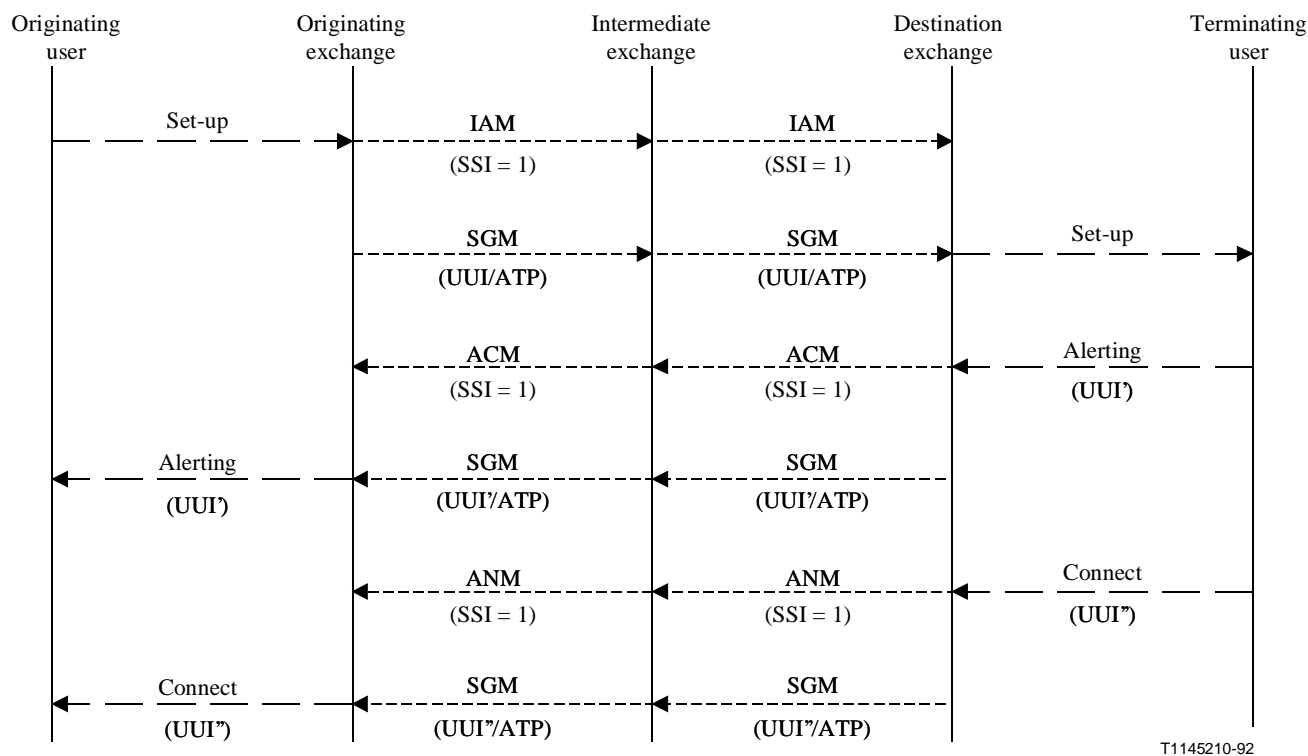 Originating user
Originating exchange
Intermediate exchange
Destination exchange
Terminating user
Set-up
IAM
IAM
(SSI = 1)
(SSI = 1)
SGM
SGM
Set-up
(UUI/ATP)
(UUI/ATP)
ACM
ACM
Alerting
(SSI = 1)
(SSI = 1)
(UUI')
Alerting
SGM
SGM
(UUI')
(UUI'/ATP)
(UUI'/ATP)
ANM
ANM
Connect
(SSI = 1)
(SSI = 1)
(UUI'')
Connect
SGM
SGM
(UUI'')
(UUI''/ATP)
(UUI''/ATP)
T1145210-92